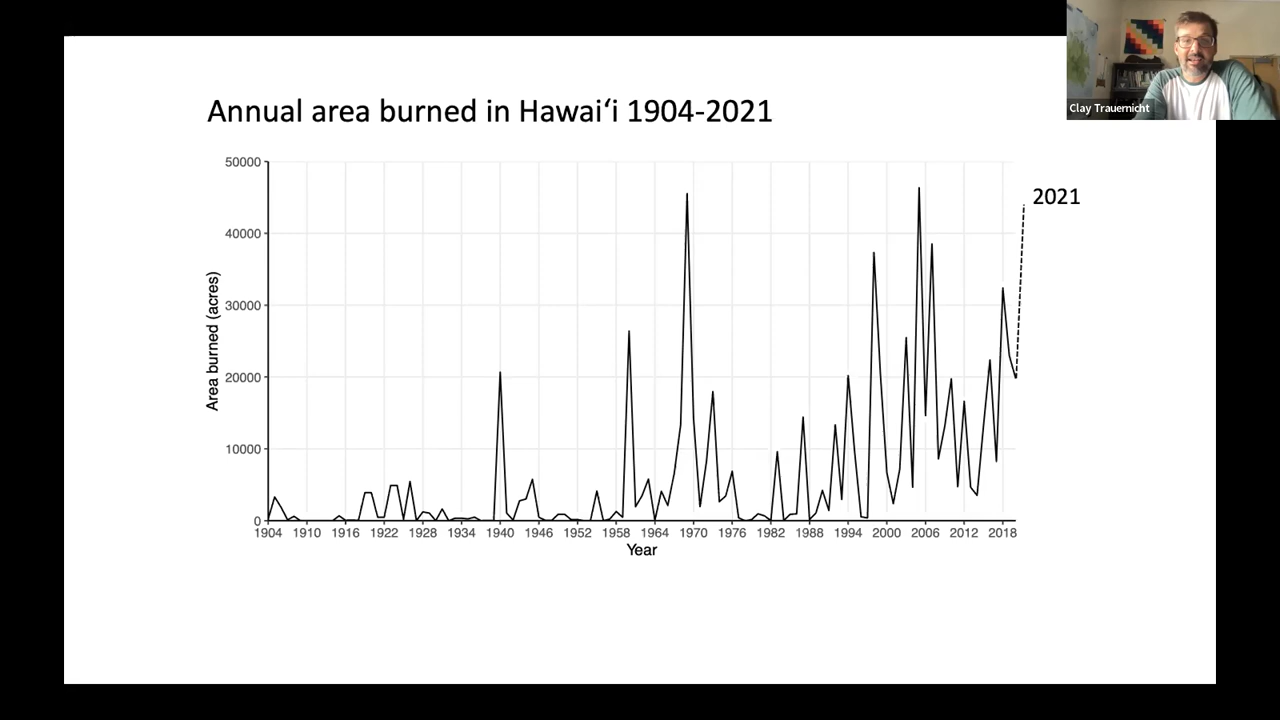 Clay Trauernicht
Annual area burned in Hawaiʻi 1904-2021
50000
40000
30000
20000
10000
0
Area burned (acres)
2021
1904 1910 1916 1922 1928 1934 1940 1946 1952 1958 1964 1970 1976 1982 1988 1994 2000 2006 2012 2018
Year